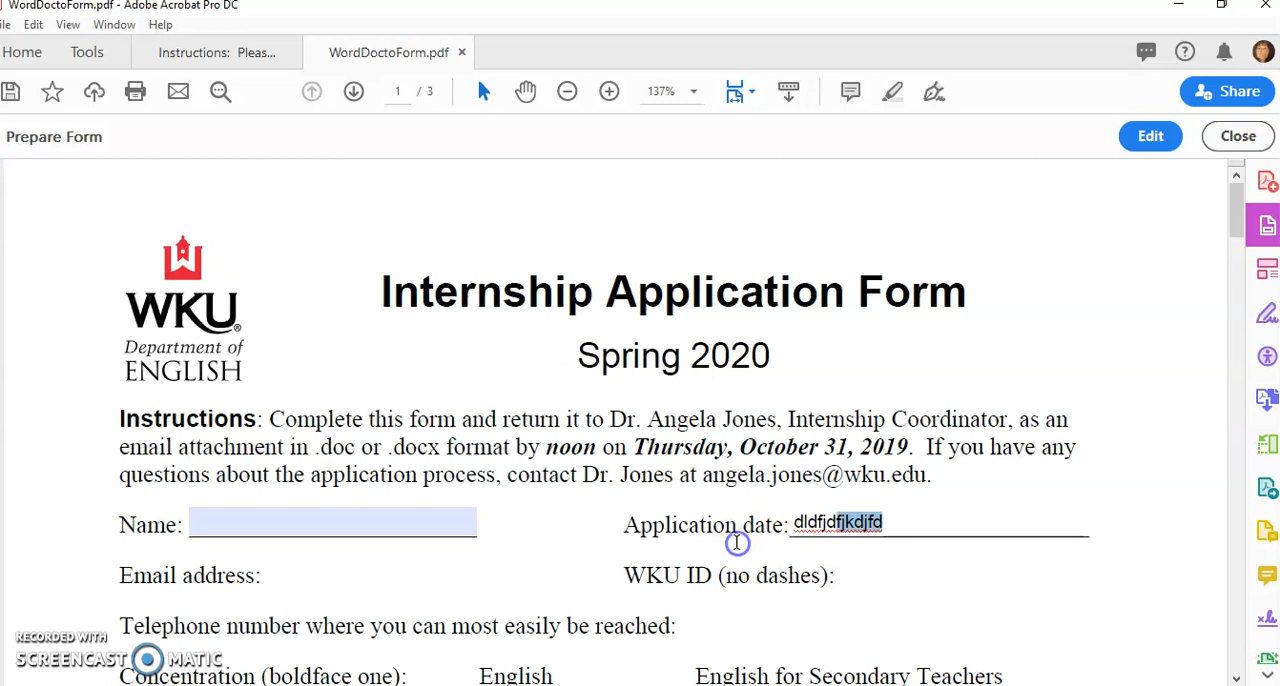 WordDoctoForm.pdf - Adobe Acrobat Pro DC
ile Edit View Window Help
Home Tools Instructions: Pleas... WordDoctoForm.pdf ×
1 / 3 137% Share
Prepare Form Edit Close
WKU®
Department of
ENGLISH
Internship Application Form
Spring 2020
Instructions: Complete this form and return it to Dr. Angela Jones, Internship Coordinator, as an
email attachment in .doc or .docx format by noon on Thursday, October 31, 2019. If you have any
questions about the application process, contact Dr. Jones at angela.jones@wku.edu.
Name: Application date: dldfjdfjkdjfd
Email address: WKU ID (no dashes):
Telephone number where you can most easily be reached:
RECORDED WITH
SCREENCAST MATIC
Concentration (boldface one): English English for Secondary Teachers